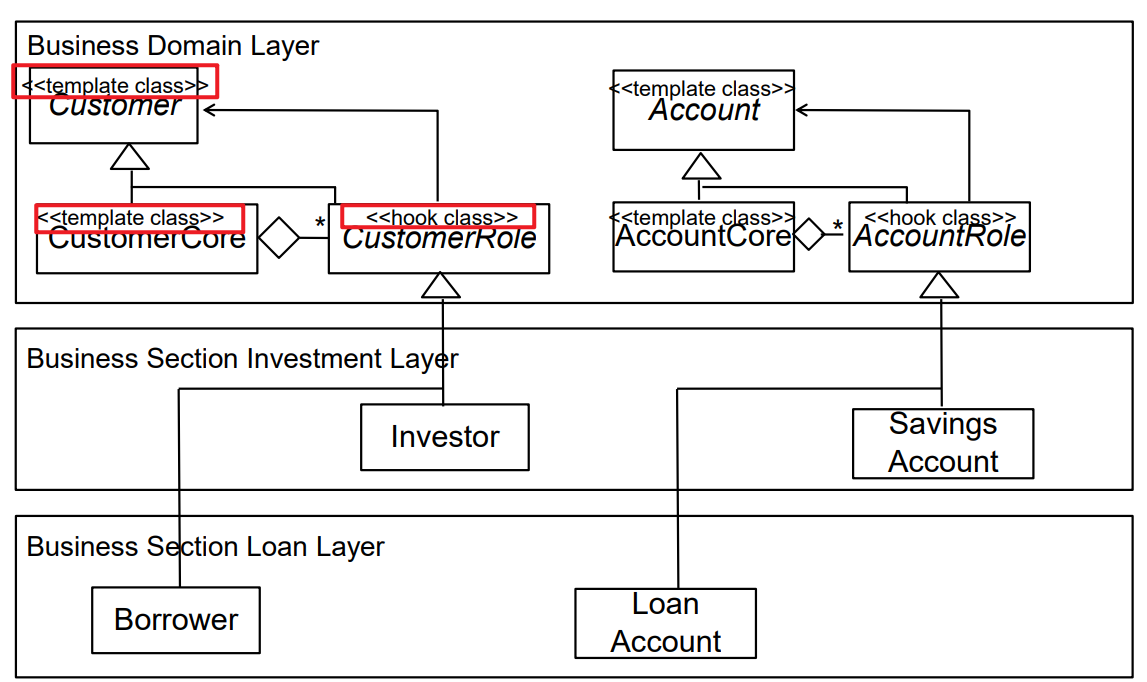 Business Domain Layer
<<template class>>
Customer
<<template class>>
Account
<<template class>>
CustomerCore
*
<<hook class>>
CustomerRole
<<template class>>
AccountCore
*
<<hook class>>
AccountRole
Business Section Investment Layer
Investor
Savings
Account
Business Section Loan Layer
Borrower
Loan
Account